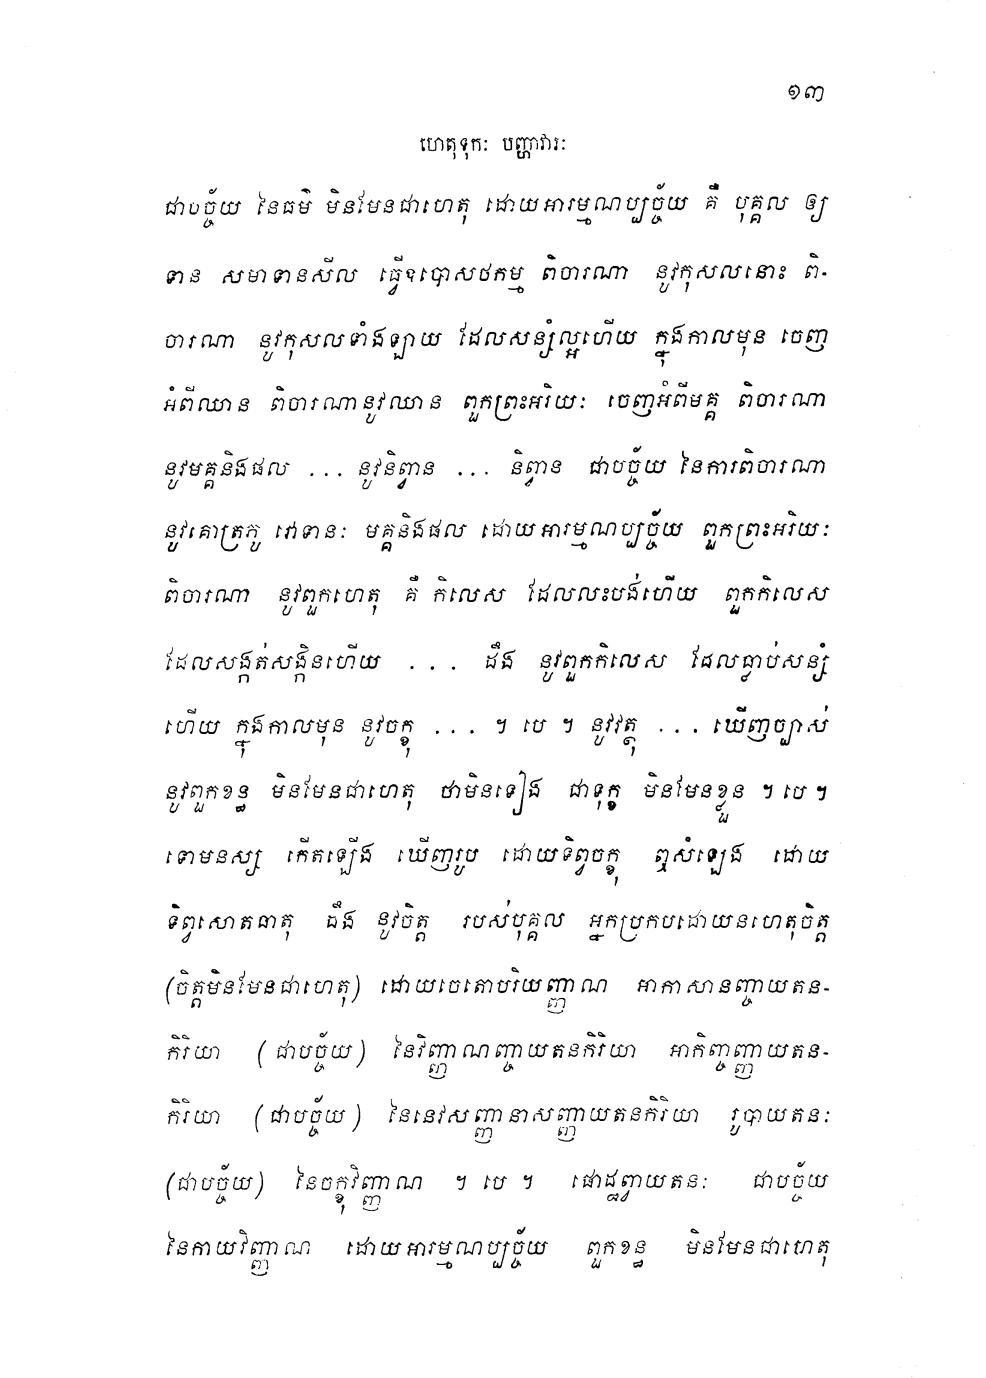 ១៣
ហេតុទុកៈ បញ្ហាវារៈ
ជាបច្ច័យ នៃធម៌ មិនមែនជាហេតុ ដោយអារម្មណប្បច្ច័យ គឺ បុគ្គល ឲ្យ
ទាន សមាទានសីល ធ្វើឧបោសថកម្ម ពិចារណា នូវកុសលនោះ ពិ-
ចារណា នូវកុសលទាំងឡាយ ដែលសន្សំល្អហើយ ក្នុងកាលមុន ចេញ
អំពីឈាន ពិចារណានូវឈាន ពួកព្រះអរិយៈ ចេញអំពីមគ្គ ពិចារណា
នូវមគ្គនិងផល ... នូវនិព្វាន ... និព្វាន ជាបច្ច័យ នៃការពិចារណា
នូវគោត្រភូ វោទានៈ មគ្គនិងផល ដោយអារម្មណប្បច្ច័យ ពួកព្រះអរិយៈ
ពិចារណា នូវពួកហេតុ គឺ កិលេស ដែលលះបង់ហើយ ពួកកិលេស
ដែលសង្កត់សង្កិនហើយ ... ដឹង នូវពួកកិលេស ដែលធ្លាប់សន្សំ
ហើយ ក្នុងកាលមុន នូវចក្ខុ ... ។ បេ ។ នូវវត្ថុ ... ឃើញច្បាស់
នូវពួកខន្ធ មិនមែនជាហេតុ ថាមិនទៀង ជាទុក្ខ មិនមែនខ្លួន ។ បេ ។
ទោមនស្ស កើតឡើង ឃើញរូប ដោយទិព្វចក្ខុ ឮសំឡេង ដោយ
ទិព្វសោតធាតុ ដឹង នូវចិត្ត របស់បុគ្គល អ្នកប្រកបដោយនហេតុចិត្ត
(ចិត្តមិនមែនជាហេតុ) ដោយចេតោបរិយញ្ញាណ អាកាសានញ្ចាយតន-
កិរិយា (ជាបច្ច័យ) នៃវិញ្ញាណញ្ចាយតនកិរិយា អាកិញ្ចញ្ញាយតន-
កិរិយា (ជាបច្ច័យ) នៃនេវសញ្ញានាសញ្ញាយតនកិរិយា រូបាយតនៈ
(ជាបច្ច័យ) នៃចក្ខុវិញ្ញាណ ។ បេ ។ ផោដ្ឋព្វាយតនៈ ជាបច្ច័យ
នៃកាយវិញ្ញាណ ដោយអារម្មណប្បច្ច័យ ពួកខន្ធ មិនមែនជាហេតុ